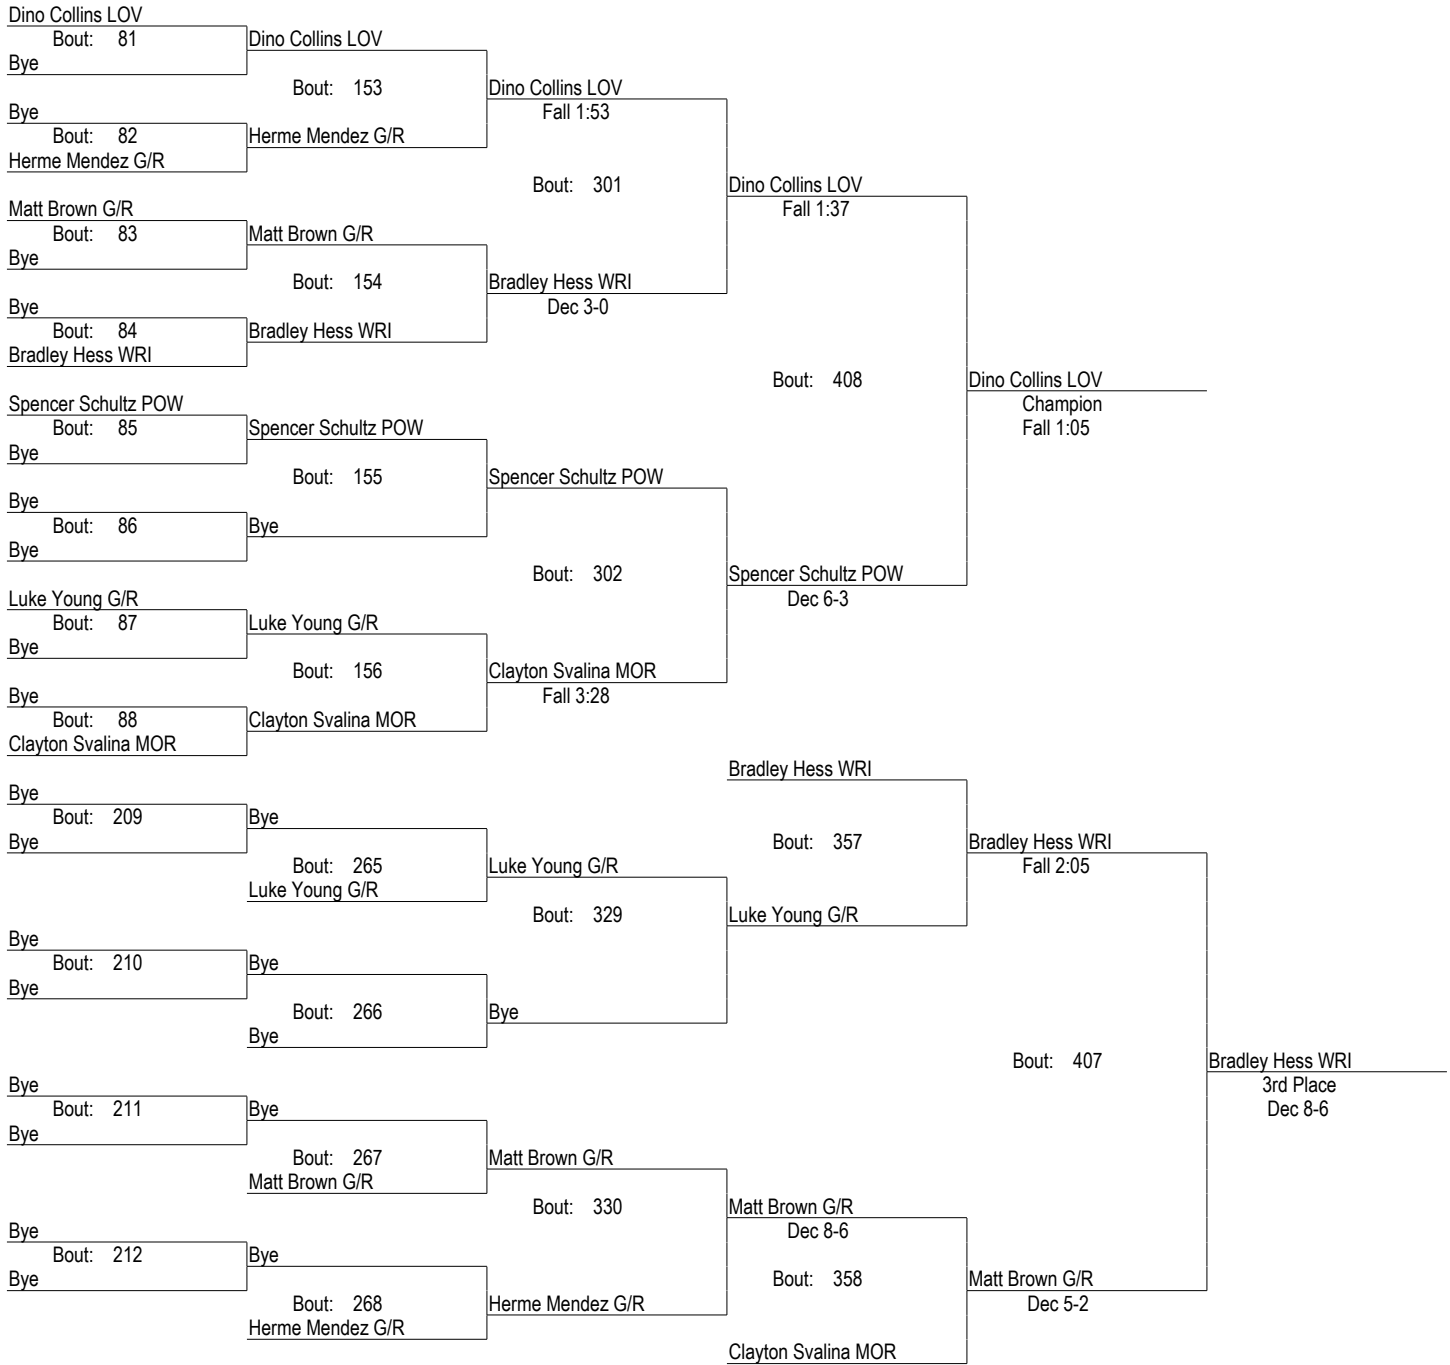 Dino Collins LOV
Bout: 81
Dino Collins LOV
Bye
Bout: 153
Dino Collins LOV
Bye
Fall 1:53
Bout: 82
Herme Mendez G/R
Herme Mendez G/R
Bout: 301
Dino Collins LOV
Matt Brown G/R
Fall 1:37
Bout: 83
Matt Brown G/R
Bye
Bout: 154
Bradley Hess WRI
Bye
Dec 3-0
Bout: 84
Bradley Hess WRI
Bradley Hess WRI
Bout: 408
Dino Collins LOV
Spencer Schultz POW
Champion
Bout: 85
Spencer Schultz POW
Fall 1:05
Bye
Bout: 155
Spencer Schultz POW
Bye
Bout: 86
Bye
Bye
Bout: 302
Spencer Schultz POW
Luke Young G/R
Dec 6-3
Bout: 87
Luke Young G/R
Bye
Bout: 156
Clayton Svalina MOR
Bye
Fall 3:28
Bout: 88
Clayton Svalina MOR
Clayton Svalina MOR
Bradley Hess WRI
Bye
Bout: 209
Bye
Bye
Bout: 357
Bradley Hess WRI
Bout: 265
Luke Young G/R
Fall 2:05
Luke Young G/R
Bout: 329
Luke Young G/R
Bye
Bout: 210
Bye
Bye
Bout: 266
Bye
Bye
Bout: 407
Bradley Hess WRI
Bye
3rd Place
Bout: 211
Bye
Dec 8-6
Bye
Bout: 267
Matt Brown G/R
Matt Brown G/R
Bout: 330
Matt Brown G/R
Bye
Dec 8-6
Bout: 212
Bye
Bye
Bout: 358
Matt Brown G/R
Bout: 268
Herme Mendez G/R
Dec 5-2
Herme Mendez G/R
Clayton Svalina MOR